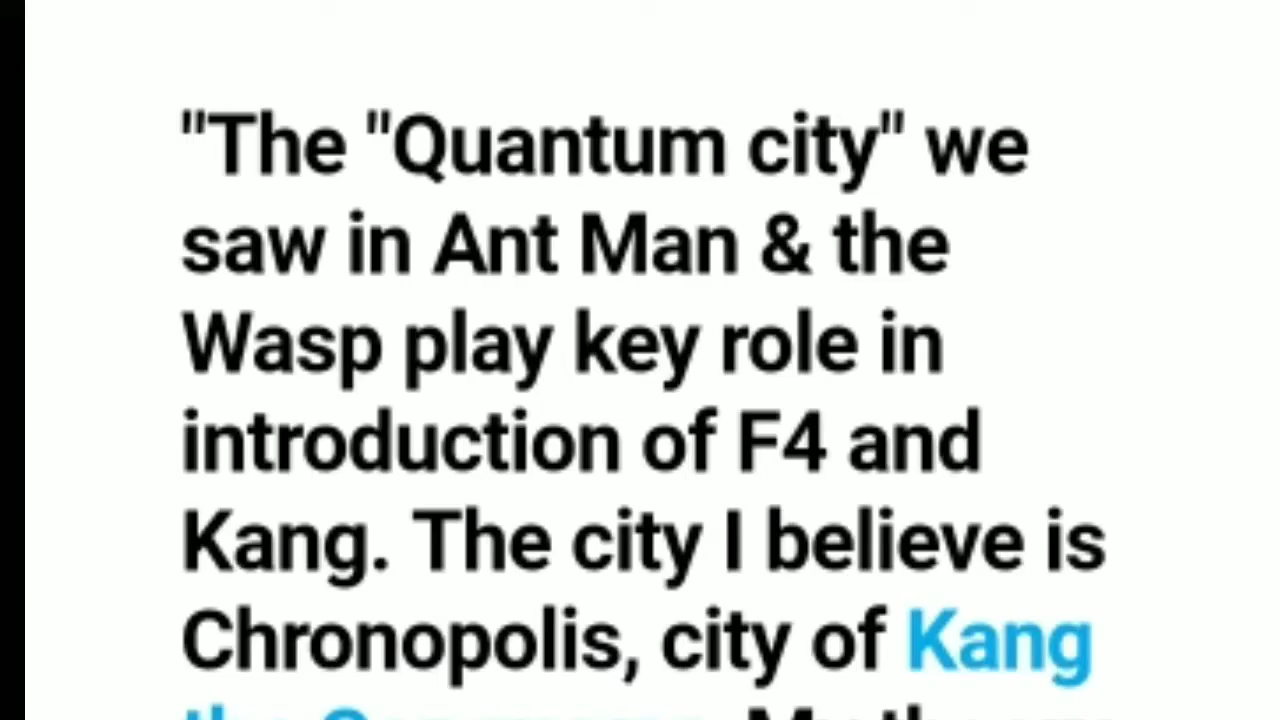 "The "Quantum city" we
saw in Ant Man & the
Wasp play key role in
introduction of F4 and
Kang. The city I believe is
Chronopolis, city of Kang